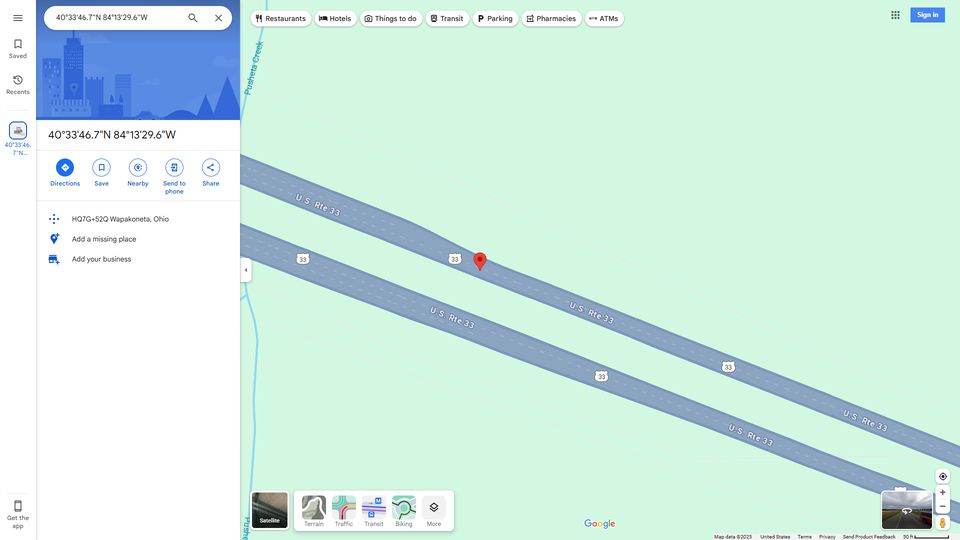 40°33'46.7"N 84°13'29.6"W
Restaurants
Hotels
Things to do
Transit
Parking
Pharmacies
ATMs
Sign in
Saved
Recents
40°33'46.
7"N...
40°33'46.7"N 84°13'29.6"W
Directions
Save
Nearby
Send to
phone
Share
HQ7G+52Q Wapakoneta, Ohio
Add a missing place
Add your business
Pusheta Creek
U.S. Rte 33
33
33
U.S. Rte 33
U.S. Rte 33
33
33
U.S. Rte 33
U.S. Rte 33
Satellite
Terrain
Traffic
Transit
Biking
More
Get the
app
Google
Map data ©2025
United States
Terms
Privacy
Send Product Feedback
50 ft